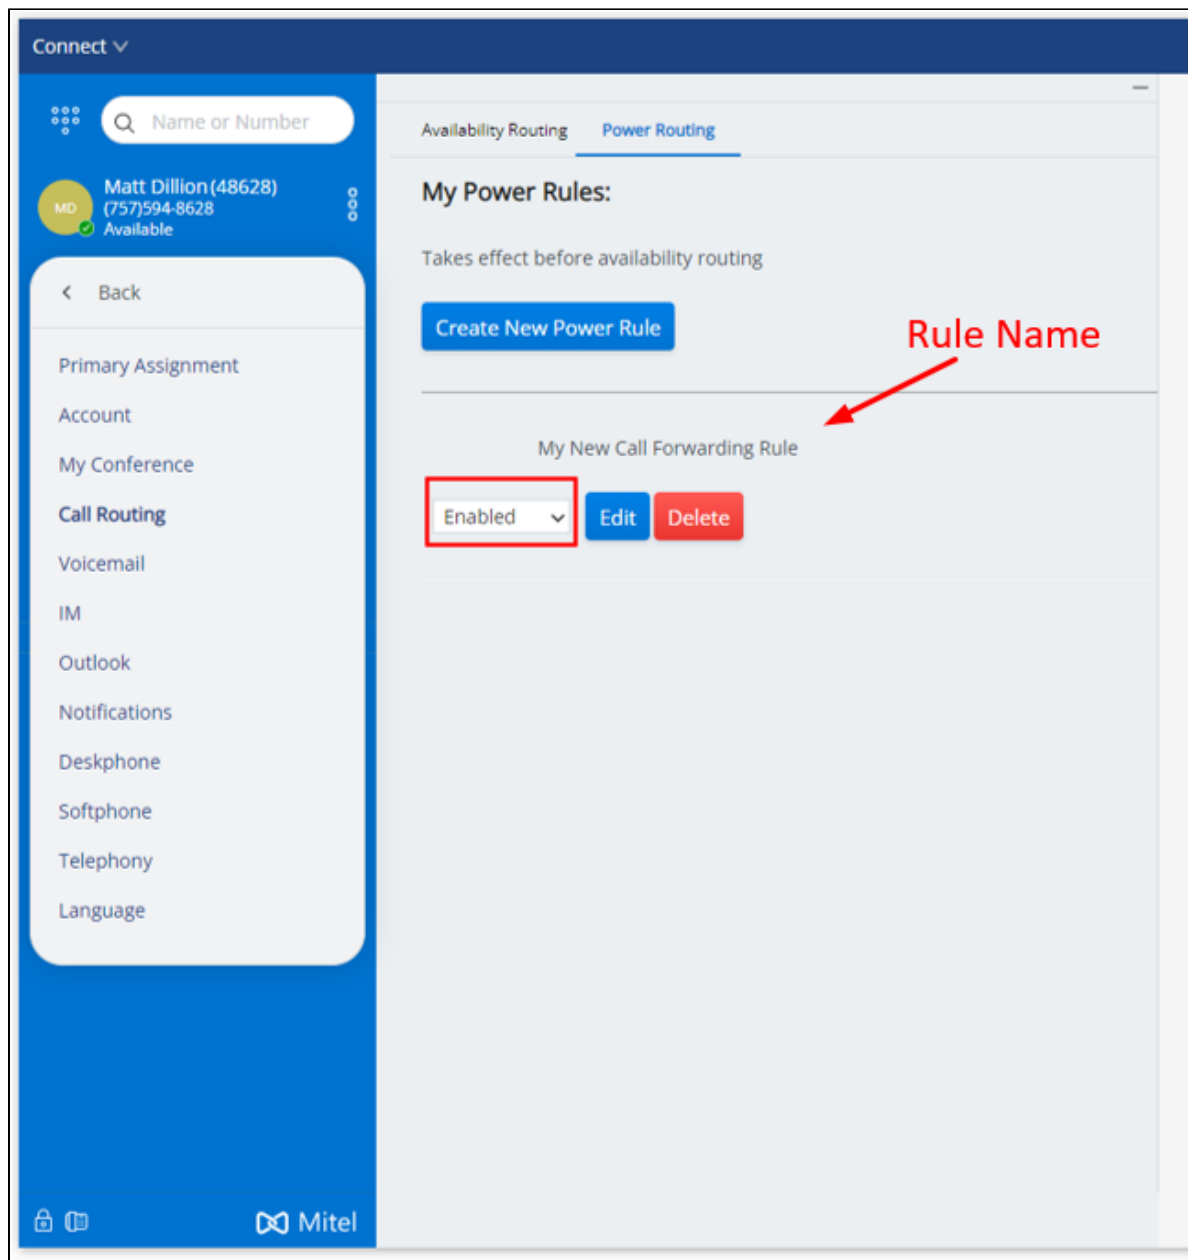 Connect
Name or Number
MD
Matt Dillion (48628)
(757)594-8628
Available
Back
Primary Assignment
Account
My Conference
Call Routing
Voicemail
IM
Outlook
Notifications
Deskphone
Softphone
Telephony
Language
Mitel
Availability Routing Power Routing
My Power Rules:
Takes effect before availability routing
Create New Power Rule
Rule Name
My New Call Forwarding Rule
Enabled Edit Delete